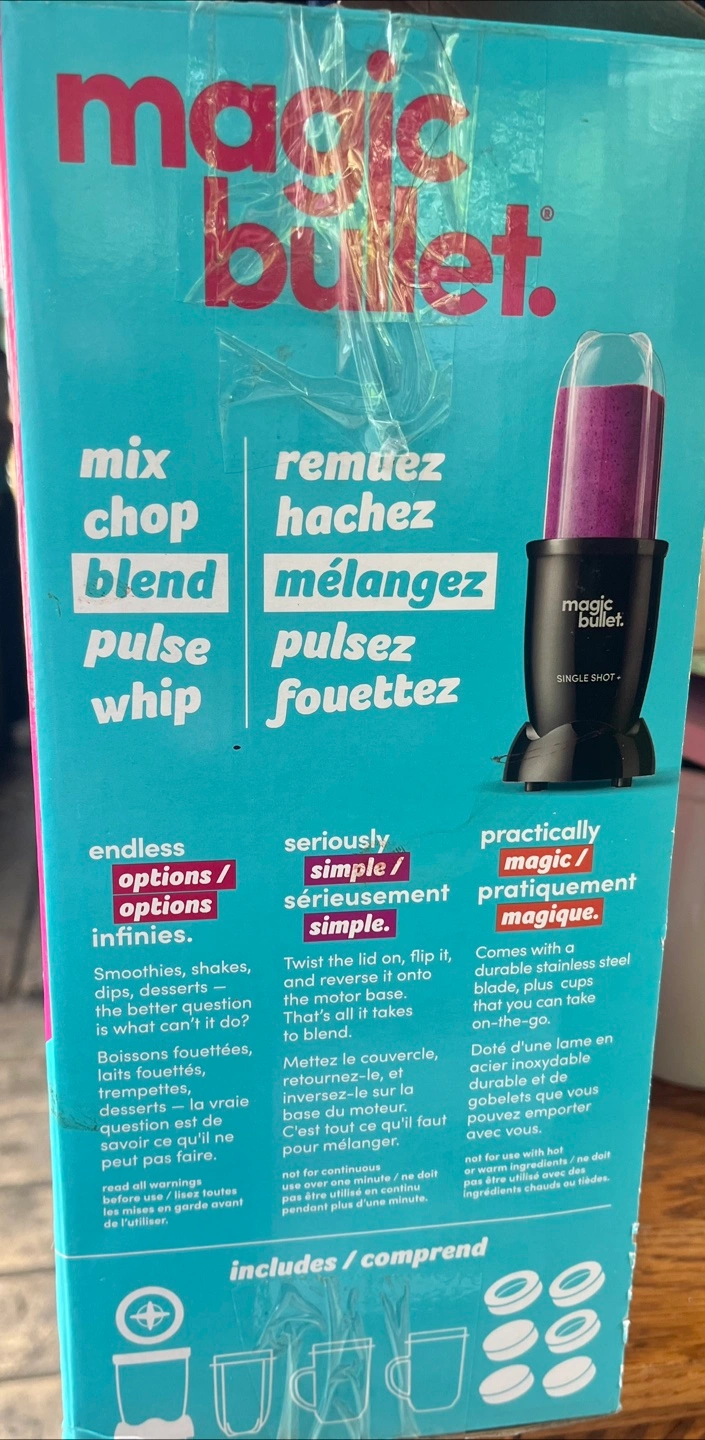 magic
bullet.®
mix
chop
blend
pulse
whip
remuez
hachez
mélangez
pulsez
fouettez
magic
bullet.
SINGLE SHOT+
endless
options /
options
infinies.
Smoothies, shakes,
dips, desserts —
the better question
is what can't it do?
Boissons fouettées,
laits fouettés,
trempettes,
desserts — la vraie
question est de
savoir ce qu'il ne
peut pas faire.
read all warnings
before use / lisez toutes
les mises en garde avant
de l'utiliser.
seriously
simple /
sérieusement
simple.
Twist the lid on, flip it,
and reverse it onto
the motor base.
That's all it takes
to blend.
Mettez le couvercle,
retournez-le, et
inversez-le sur la
base du moteur.
C'est tout ce qu'il faut
pour mélanger.
not for continuous
use over one minute / ne doit
pas être utilisé en continu
pendant plus d'une minute.
practically
magic /
pratiquement
magique.
Comes with a
durable stainless steel
blade, plus cups
that you can take
on-the-go.
Doté d'une lame en
acier inoxydable
durable et de
gobelets que vous
pouvez emporter
avec vous.
not for use with hot
or warm ingredients / ne doit
pas être utilisé avec des
ingrédients chauds ou tièdes.
includes / comprend